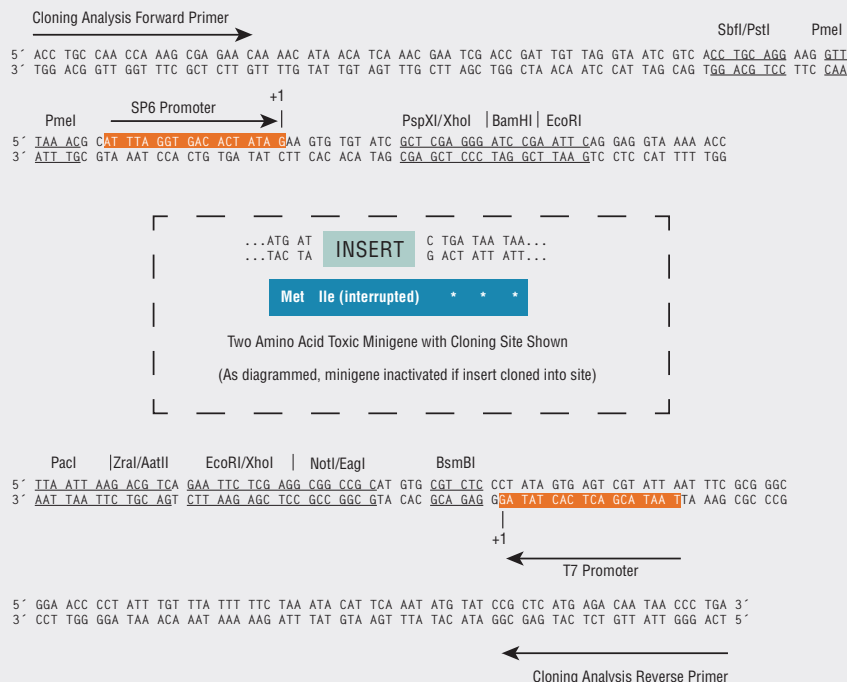 Cloning Analysis Forward Primer
SbfI/PstI PmeI
5´ ACC TGC CAA CCA AAG CGA GAA CAA AAC ATA ACA TCA AAC GAA TCG ACC GAT TGT TAG GTA ATC GTC ACC TGC AGG AAG GTT
3´ TGG ACG GTT GGT TTC GCT CTT GTT TTG TAT TGT AGT TTG CTT AGC TGG CTA ACA ATC CAT TAG CAG TGG ACG TCC TTC CAA
+1
PmeI SP6 Promoter PspXI/XhoI | BamHI | EcoRI
5´ TAA ACG CAT TTA GGT GAC ACT ATA GAA GTG TGT ATC GCT CGA GGG ATC CGA ATT CAG GAG GTA AAA ACC
3´ ATT TGC GTA AAT CCA CTG TGA TAT CTT CAC ACA TAG CGA GCT CCC TAG GCT TAA GTC CTC CAT TTT TGG
...ATG AT INSERT C TGA TAA TAA...
...TAC TA G ACT ATT ATT...
Met Ile (interrupted) * * *
Two Amino Acid Toxic Minigene with Cloning Site Shown
(As diagrammed, minigene inactivated if insert cloned into site)
PacI |ZraI/AatII EcoRI/XhoI | NotI/EagI BsmBI
5´ TTA ATT AAG ACG TCA GAA TTC TCG AGG CGG CCG CAT GTG CGT CTC CCT ATA GTG AGT CGT ATT AAT TTC GCG GGC
3´ AAT TAA TTC TGC AGT CTT AAG AGC TCC GCC GGC GTA CAC GCA GAG GGA TAT CAC TCA GCA TAA TTA AAG CGC CCG
+1
T7 Promoter
5´ GGA ACC CCT ATT TGT TTA TTT TTC TAA ATA CAT TCA AAT ATG TAT CCG CTC ATG AGA CAA TAA CCC TGA 3´
3´ CCT TGG GGA TAA ACA AAT AAA AAG ATT TAT GTA AGT TTA TAC ATA GGC GAG TAC TCT GTT ATT GGG ACT 5´
Cloning Analysis Reverse Primer